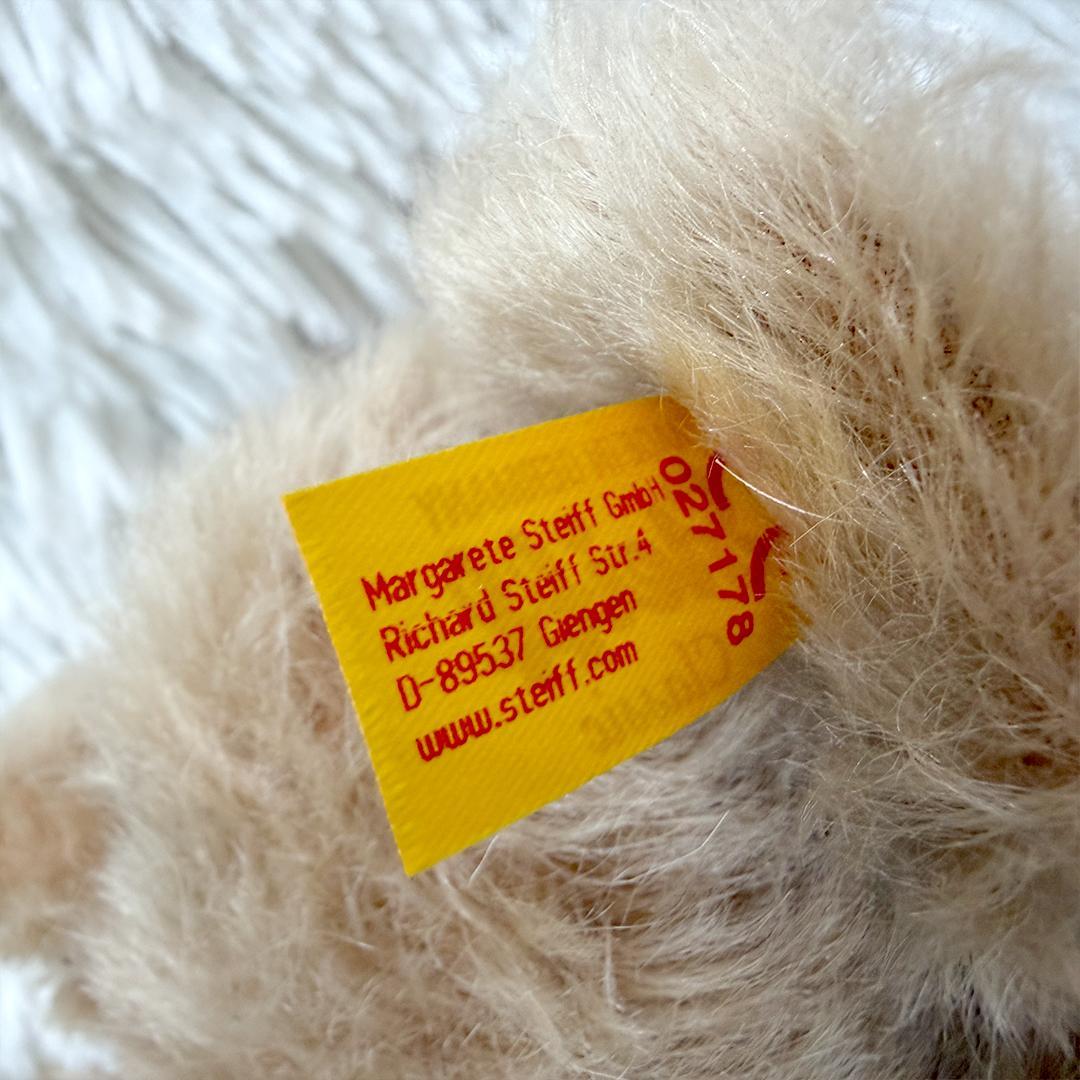 Margarete Steiff GmbH
Richard Steiff Str.4
D-89537 Giengen
www.steiff.com
027178